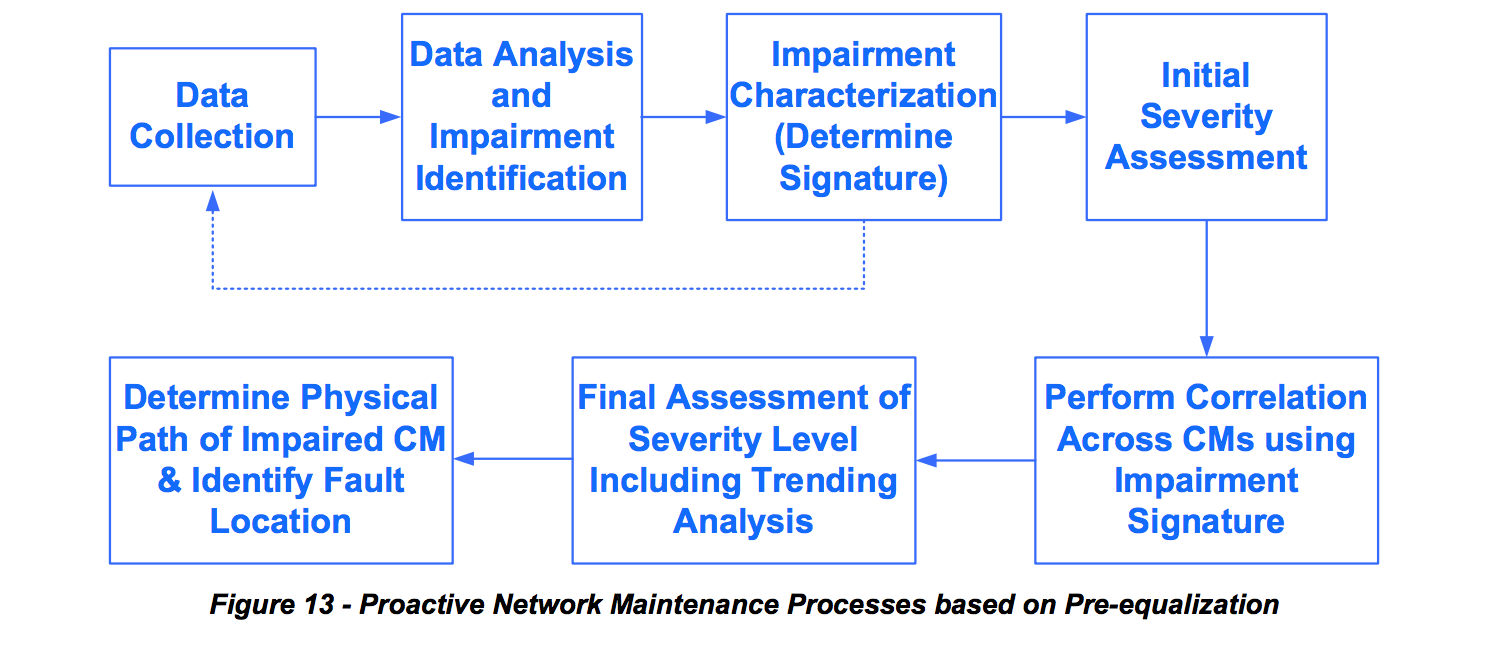 Data
Collection
Data Analysis
and
Impairment
Identification
Impairment
Characterization
(Determine
Signature)
Initial
Severity
Assessment
Perform Correlation
Across CMs using
Impairment
Signature
Final Assessment of
Severity Level
Including Trending
Analysis
Determine Physical
Path of Impaired CM
& Identify Fault
Location
Figure 13 - Proactive Network Maintenance Processes based on Pre-equalization